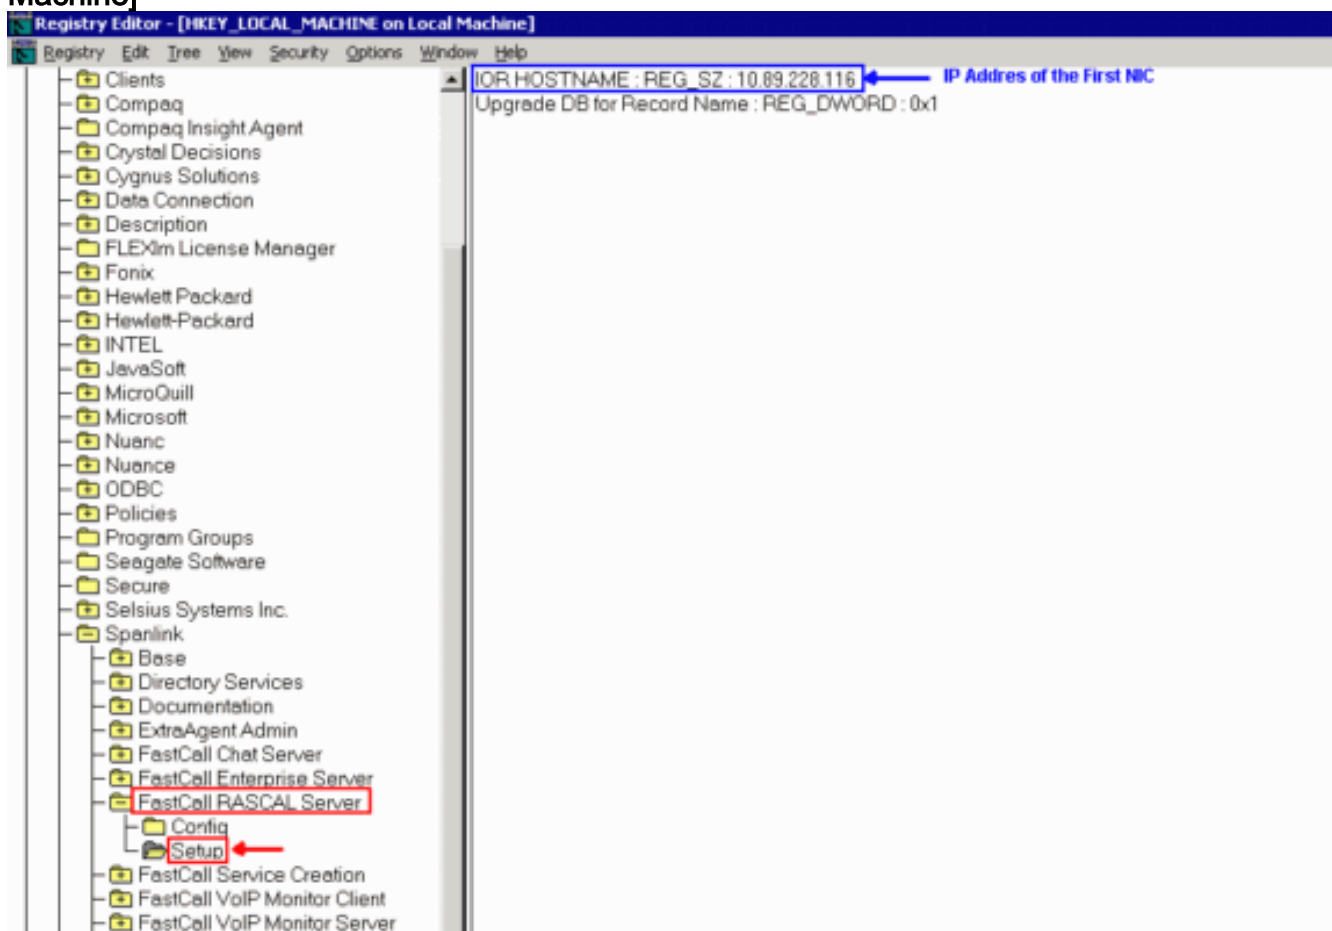 Machine]
Registry Editor - [HKEY_LOCAL_MACHINE on Local Machine]
Registry Edit Tree View Security Options Window Help
Clients
Compaq
Compaq Insight Agent
Crystal Decisions
Cygnus Solutions
Data Connection
Description
FLEXlm License Manager
Fonix
Hewlett Packard
Hewlett-Packard
INTEL
JavaSoft
MicroQuill
Microsoft
Nuanc
Nuance
ODBC
Policies
Program Groups
Seagate Software
Secure
Selsius Systems Inc.
Spanlink
Base
Directory Services
Documentation
ExtraAgent Admin
FastCall Chat Server
FastCall Enterprise Server
FastCall RASCAL Server
Config
Setup
FastCall Service Creation
FastCall VoIP Monitor Client
FastCall VoIP Monitor Server
IOR HOSTNAME : REG_SZ : 10.89.228.116
IP Addres of the First NIC
Upgrade DB for Record Name : REG_DWORD : 0x1